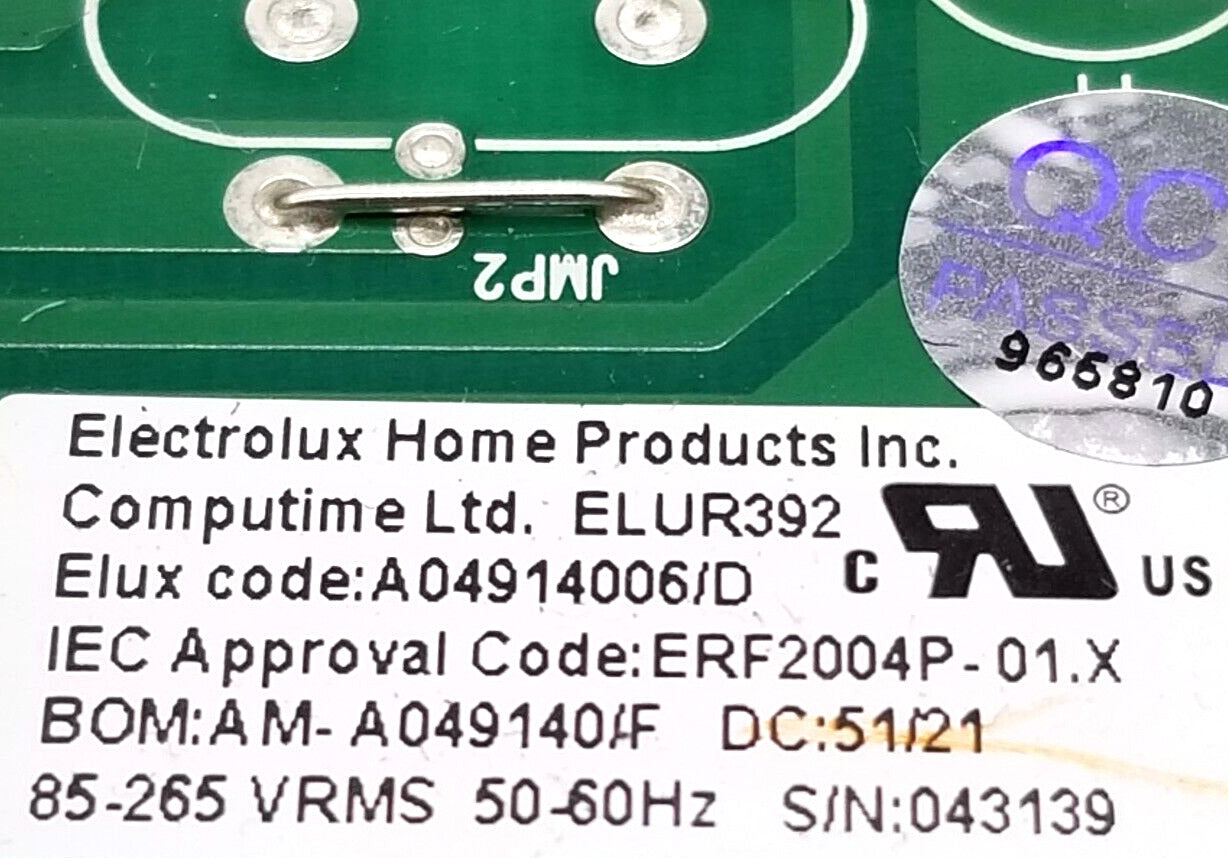 JMP2
QC
PASSED
966810
Electrolux Home Products Inc.
Computime Ltd. ELUR392
Elux code:A04914006/D
C RU ® US
IEC Approval Code:ERF2004P-01.X
BOM:AM-A049140/F DC:51/21
85-265 VRMS 50-60Hz S/N:043139